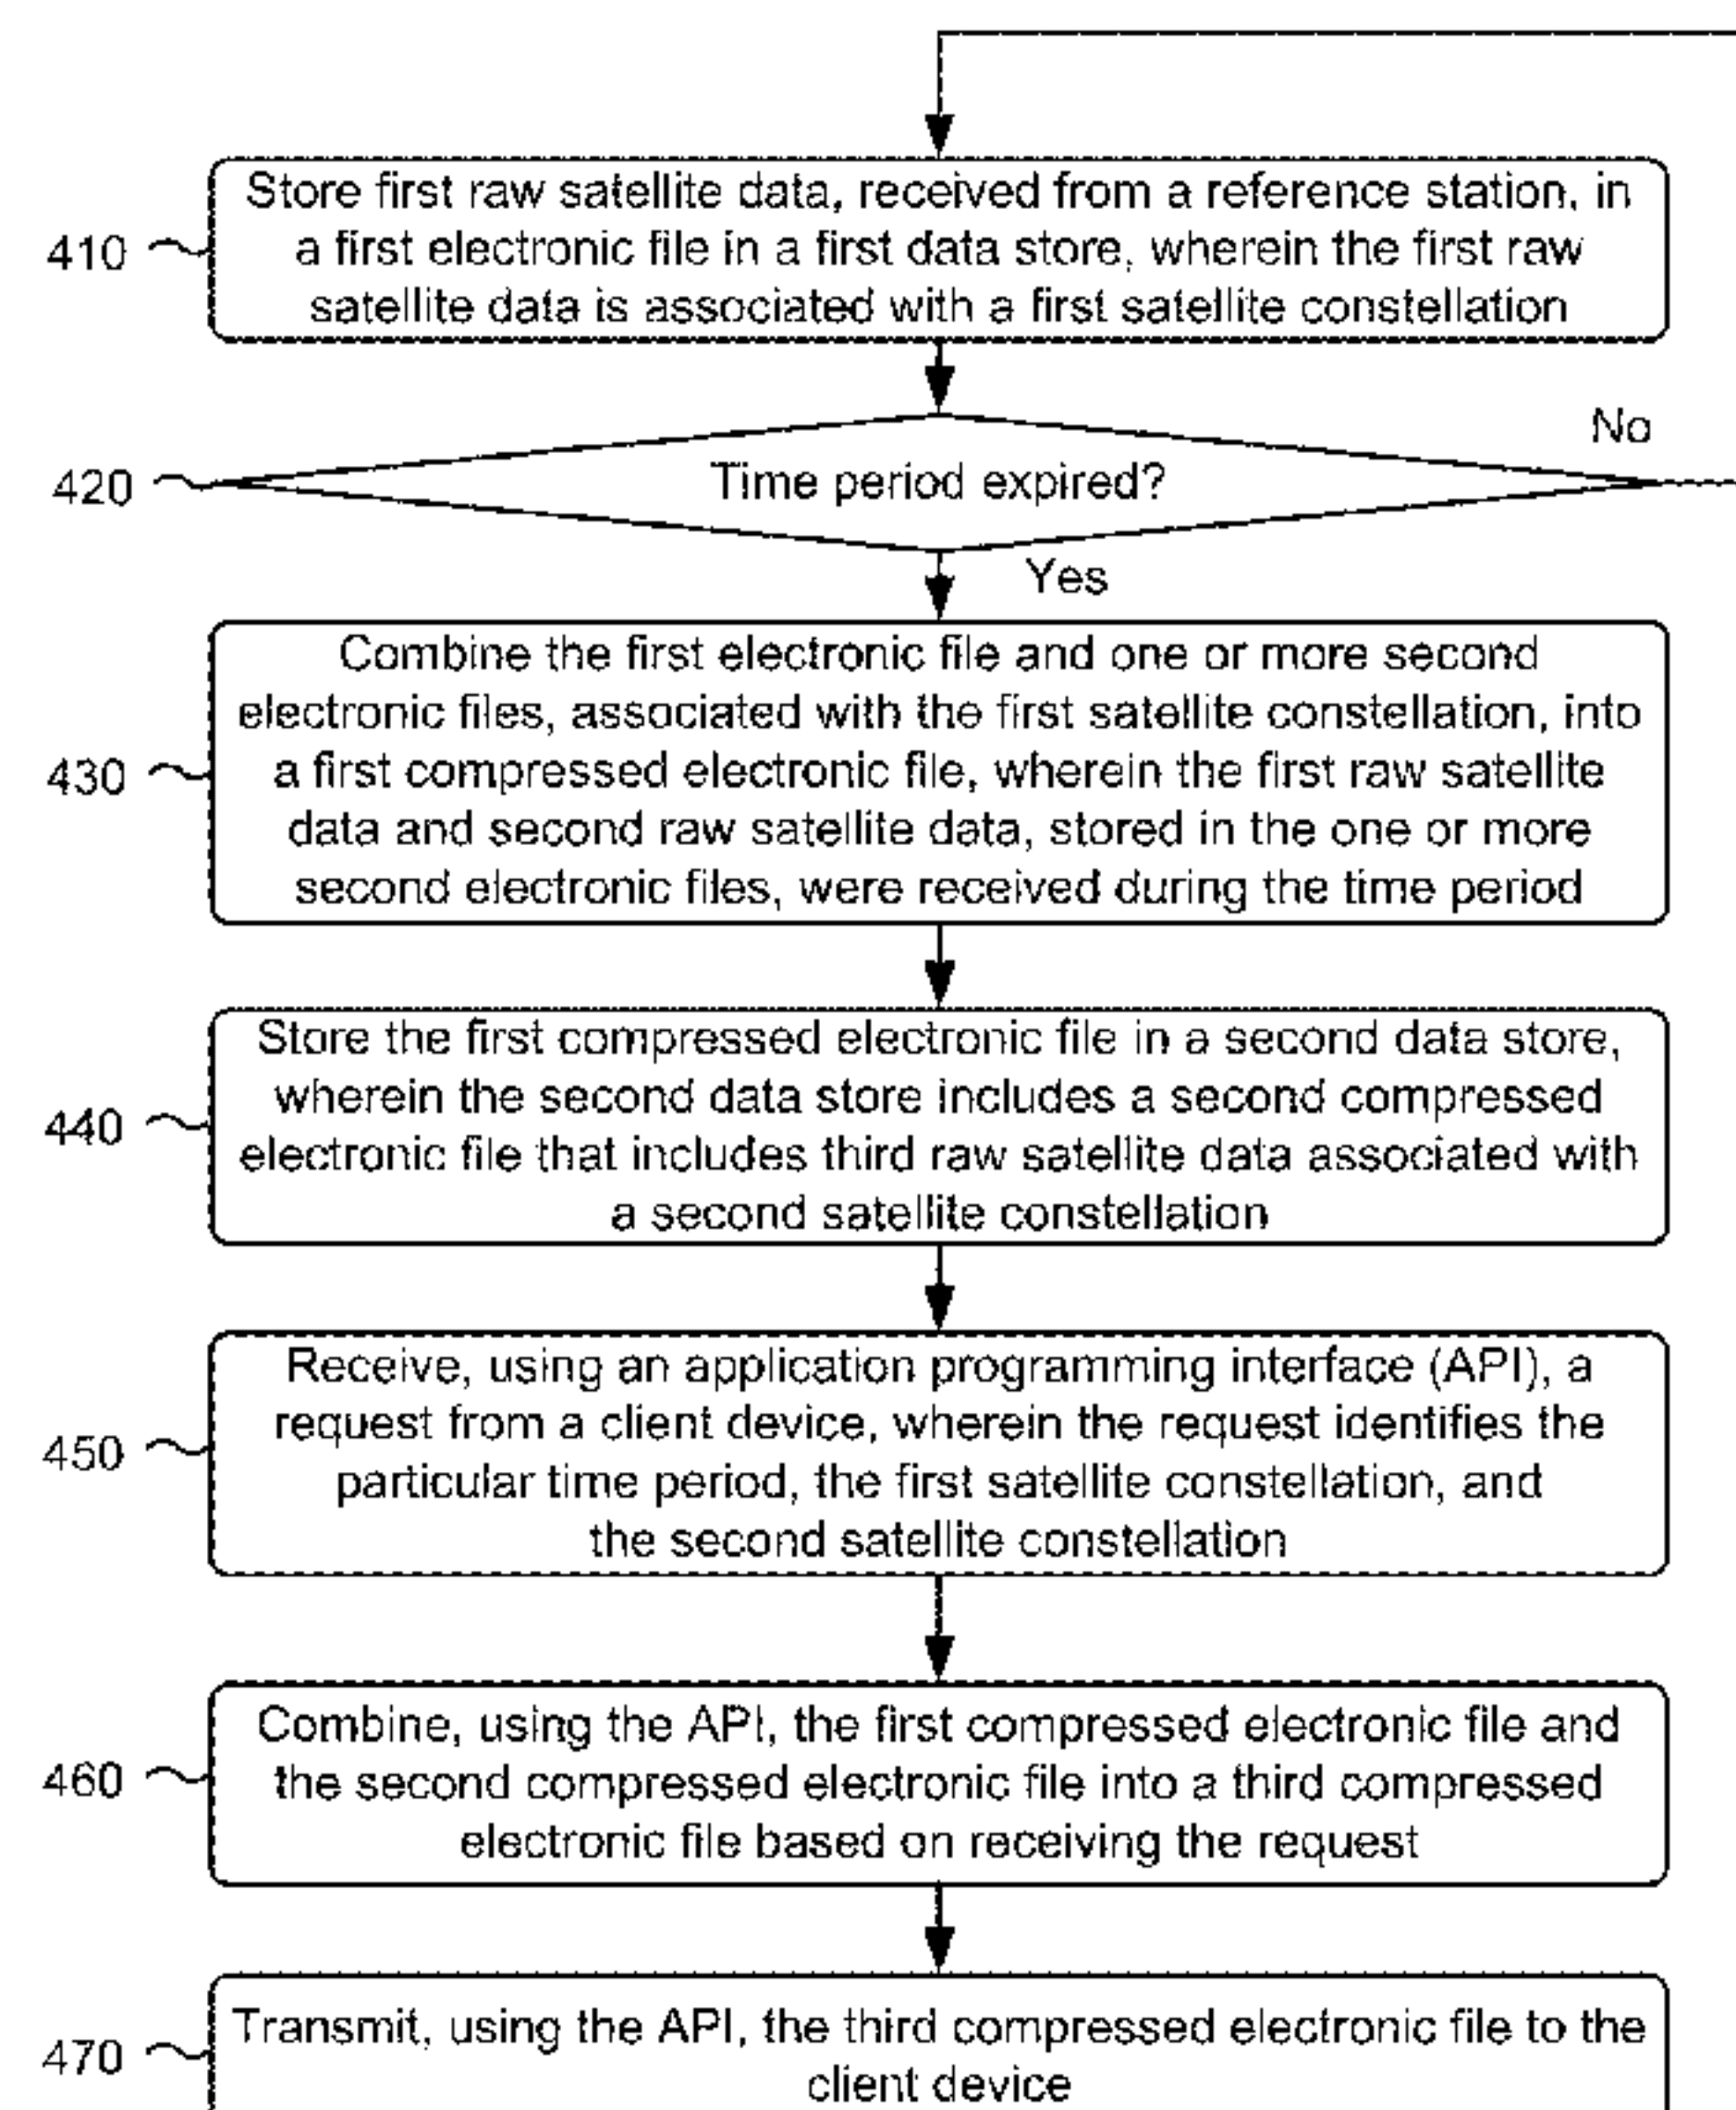 410
Store first raw satellite data, received from a reference station, in
a first electronic file in a first data store, wherein the first raw
satellite data is associated with a first satellite constellation
No
420
Time period expired?
Yes
Combine the first electronic file and one or more second
electronic files, associated with the first satellite constellation, into
430
a first compressed electronic file, wherein the first raw satellite
data and second raw satellite data, stored in the one or more
second electronic files, were received during the time period
Store the first compressed electronic file in a second data store,
wherein the second data store includes a second compressed
440
electronic file that includes third raw satellite data associated with
a second satellite constellation
Receive, using an application programming interface (API), a
request from a client device, wherein the request identifies the
450
particular time period, the first satellite constellation, and
the second satellite constellation
Combine, using the API, the first compressed electronic file and
460
the second compressed electronic file into a third compressed
electronic file based on receiving the request
470
Transmit, using the API, the third compressed electronic file to the
client device